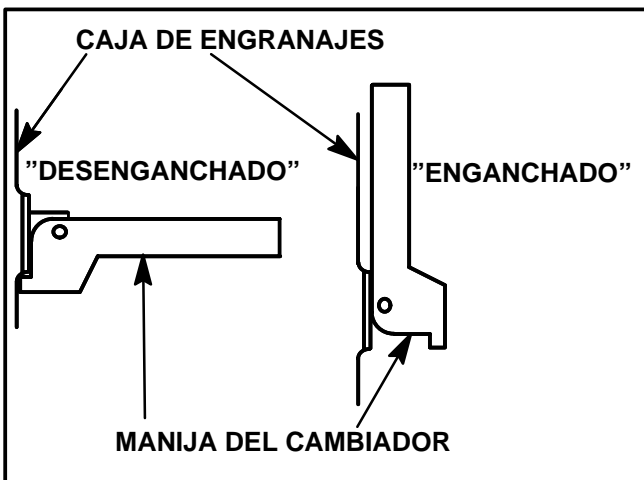 CAJA DE ENGRANAJES
”DESENGANCHADO”
”ENGANCHADO”
MANIJA DEL CAMBIADOR